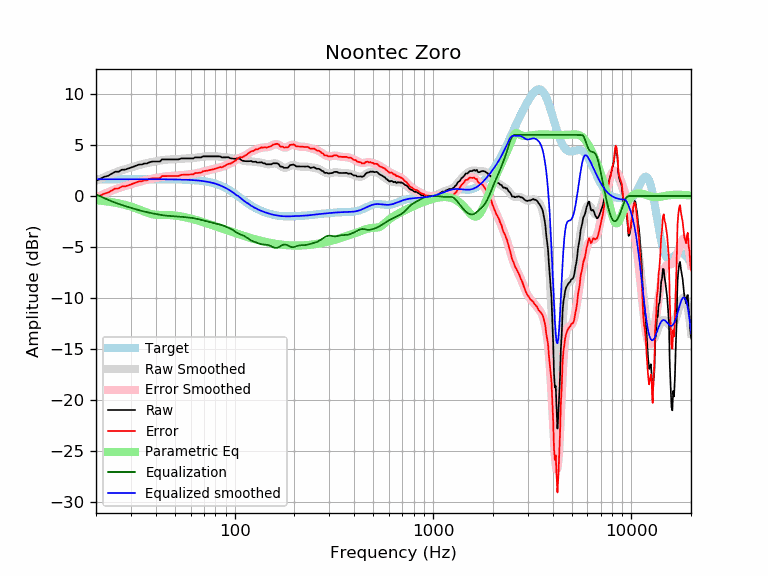 Noontec Zoro
Amplitude (dBr)
10
5
0
−5
−10
−15
−20
−25
−30
Target
Raw Smoothed
Error Smoothed
Raw
Error
Parametric Eq
Equalization
Equalized smoothed
100
1000
10000
Frequency (Hz)